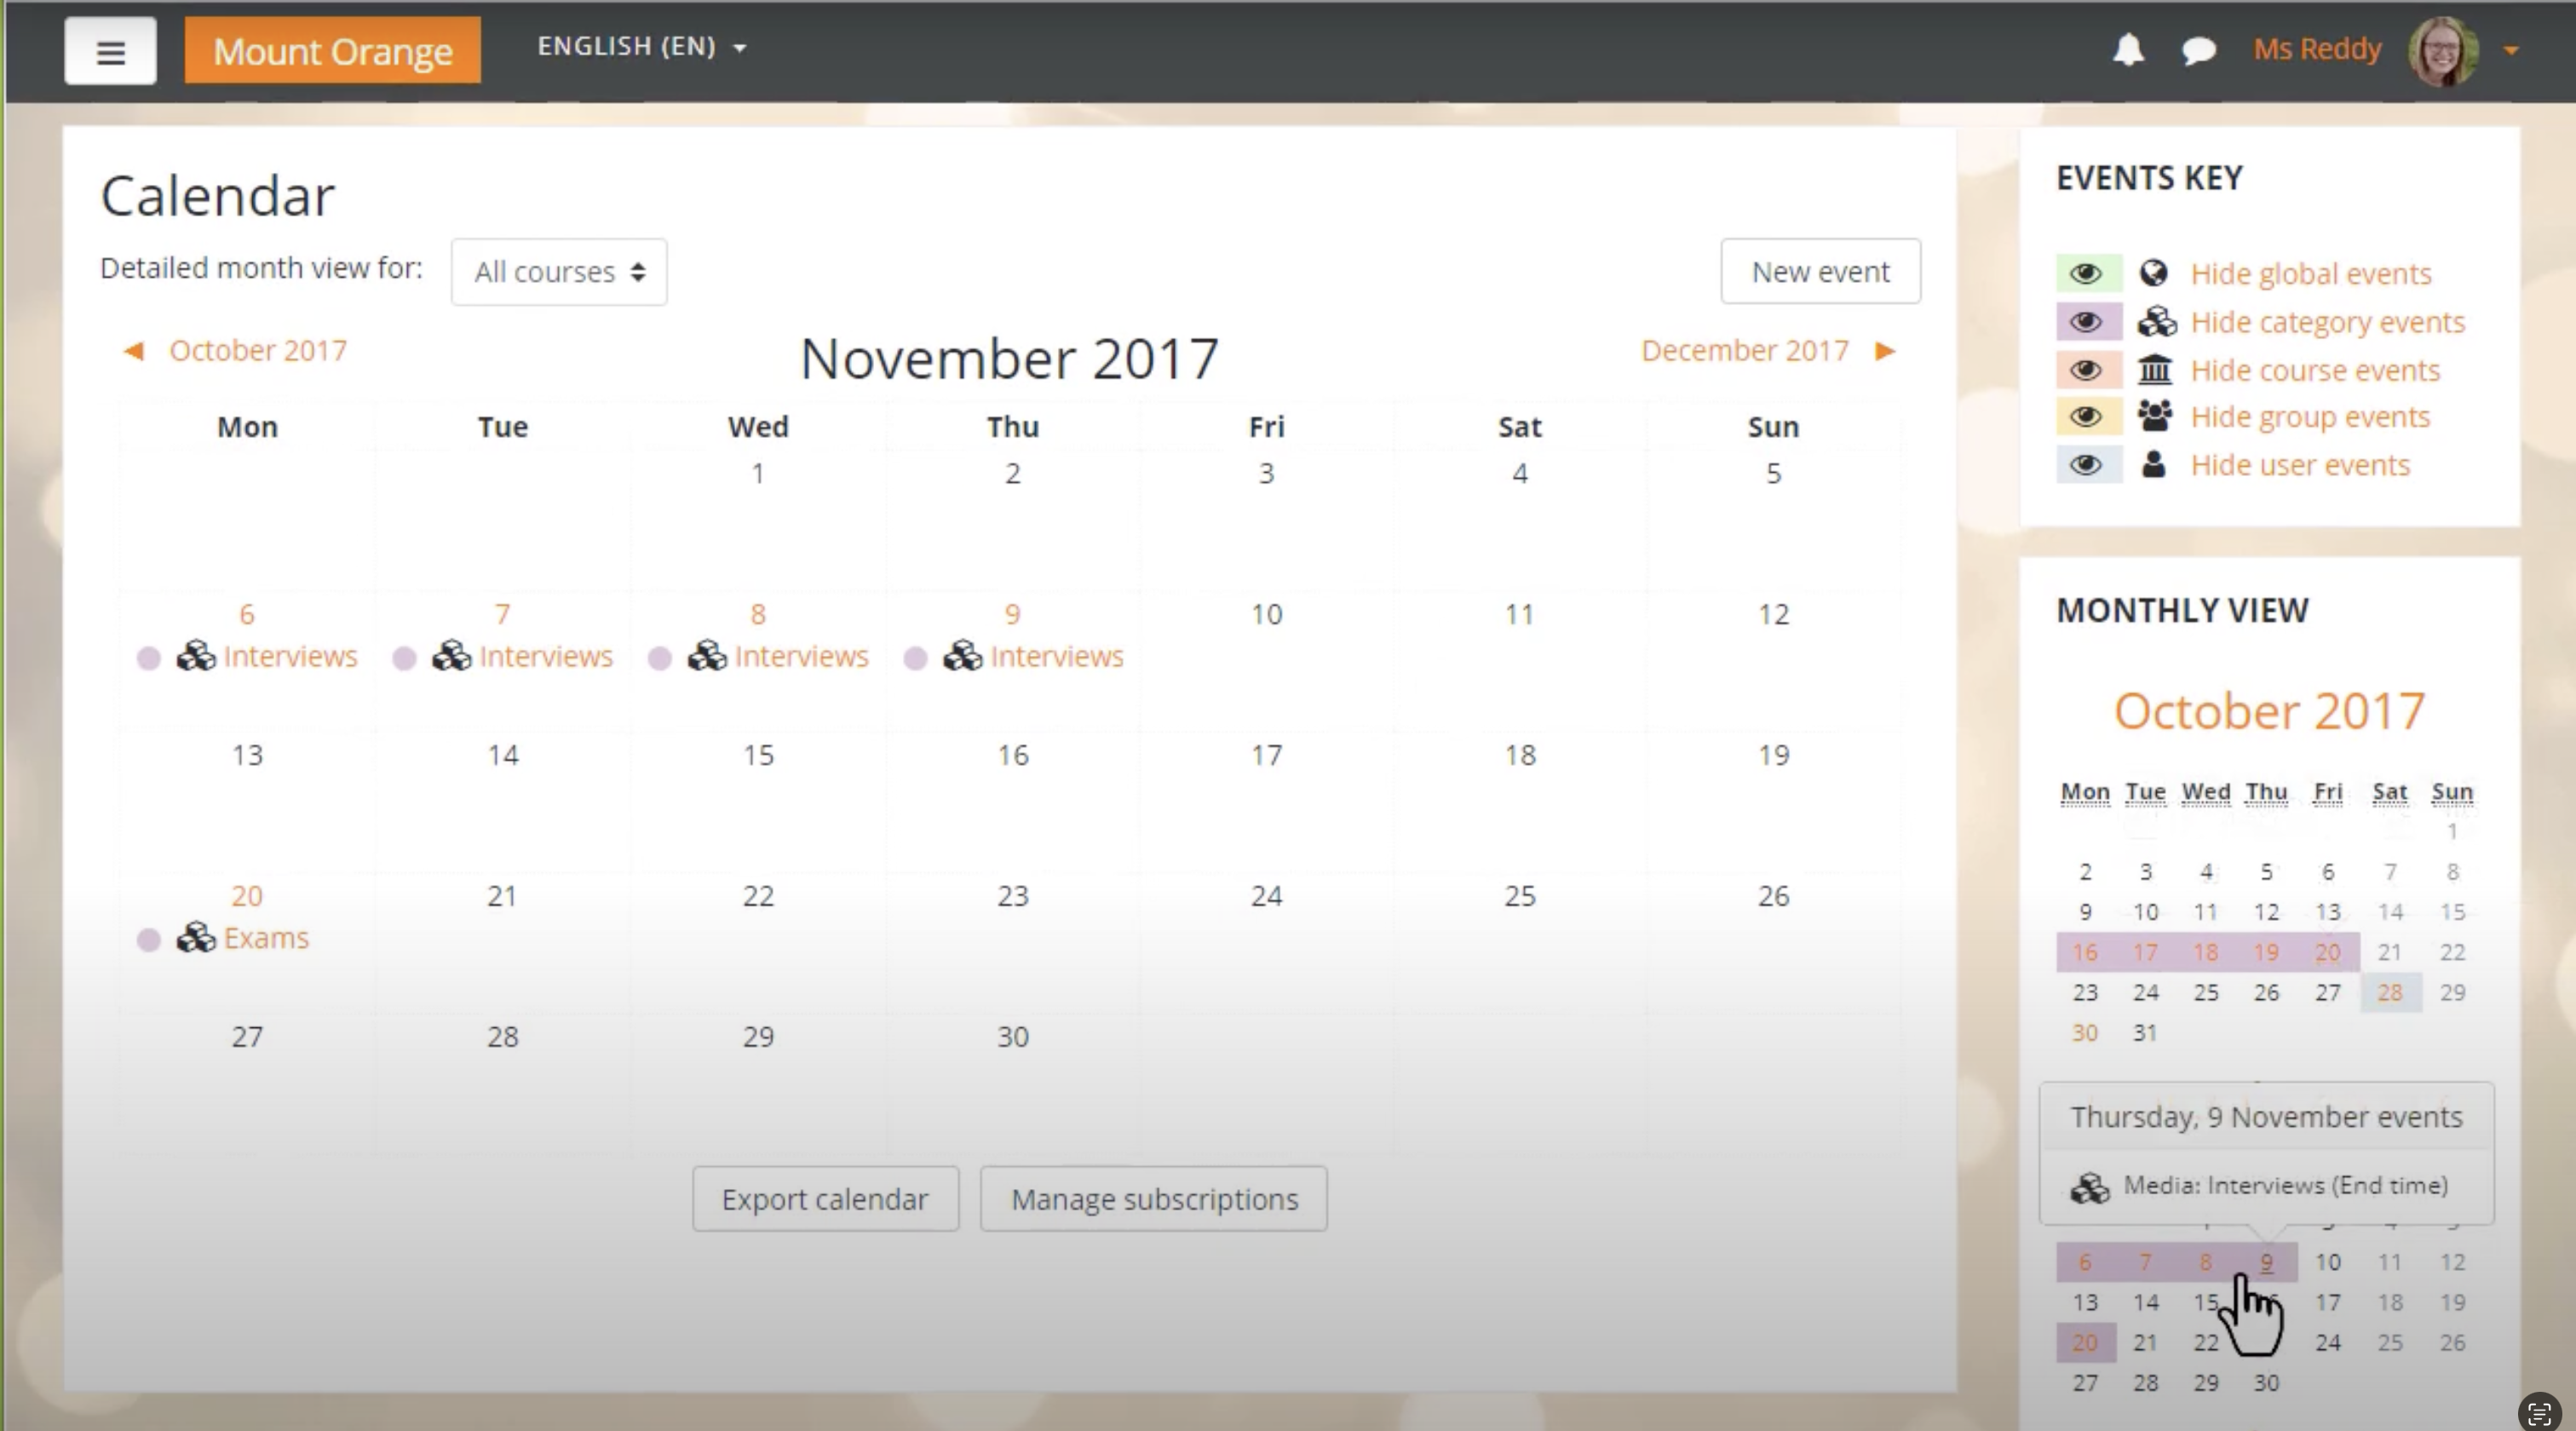 Mount Orange ENGLISH (EN) Ms Reddy
Calendar
Detailed month view for: All courses New event
October 2017 November 2017 December 2017
Mon Tue Wed Thu Fri Sat Sun
1 2 3 4 5
6 7 8 9 10 11 12
Interviews Interviews Interviews Interviews
13 14 15 16 17 18 19
20 21 22 23 24 25 26
Exams
27 28 29 30
Export calendar Manage subscriptions
EVENTS KEY
Hide global events
Hide category events
Hide course events
Hide group events
Hide user events
MONTHLY VIEW
October 2017
Mon Tue Wed Thu Fri Sat Sun
1
2 3 4 5 6 7 8
9 10 11 12 13 14 15
16 17 18 19 20 21 22
23 24 25 26 27 28 29
30 31
Thursday, 9 November events
Media: Interviews (End time)
6 7 8 9 10 11 12
13 14 15 17 18 19
20 21 22 24 25 26
27 28 29 30